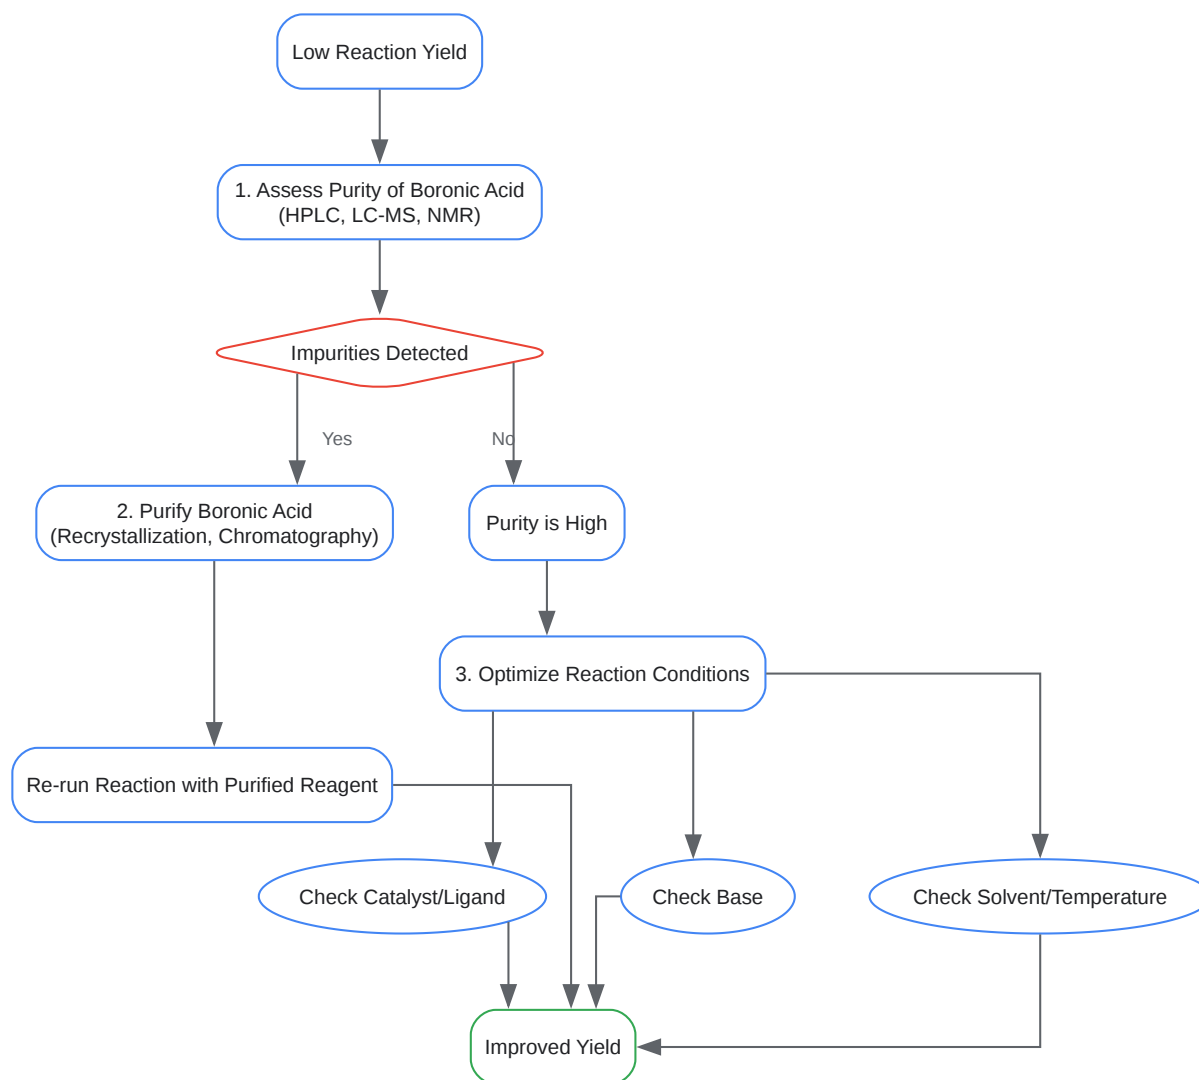 Low Reaction Yield
1. Assess Purity of Boronic Acid
(HPLC, LC-MS, NMR)
Impurities Detected
Yes
No
2. Purify Boronic Acid
(Recrystallization, Chromatography)
Purity is High
3. Optimize Reaction Conditions
Re-run Reaction with Purified Reagent
Check Catalyst/Ligand
Check Base
Check Solvent/Temperature
Improved Yield